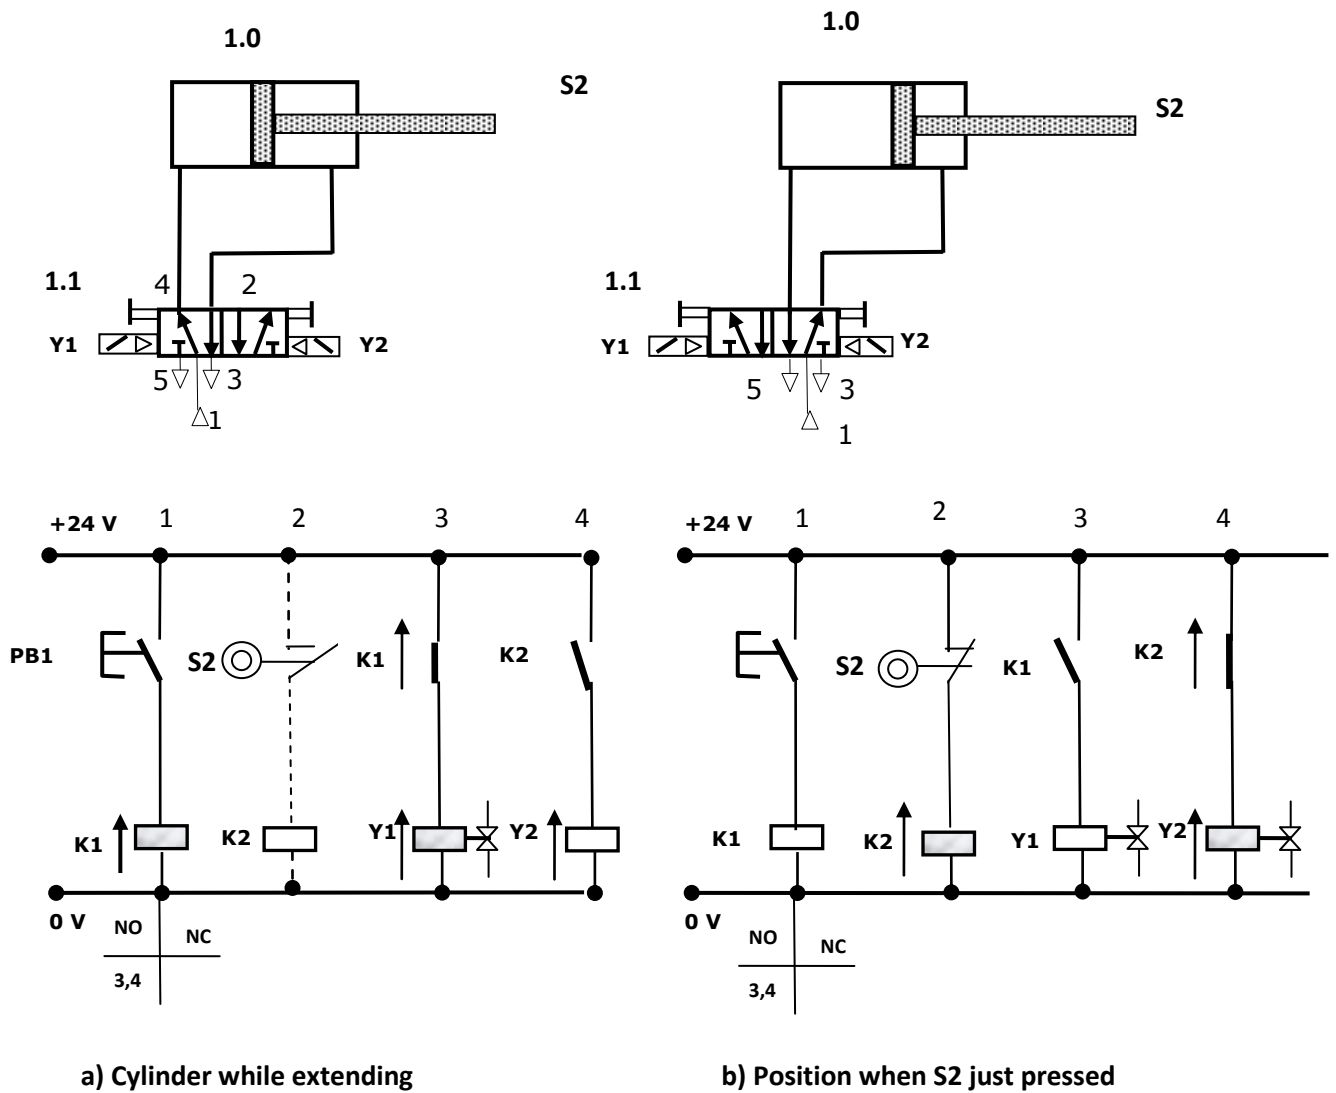 1.0
S2
1.1
4
2
Y1
Y2
5
3
1
1.0
S2
1.1
Y1
Y2
5
3
1
+24 V
1
2
3
4
PB1
S2
K1
K2
K1
K2
Y1
Y2
0 V
NO
NC
3,4
a) Cylinder while extending
+24 V
1
2
3
4
S2
K1
K2
K1
K2
Y1
Y2
0 V
NO
NC
3,4
b) Position when S2 just pressed